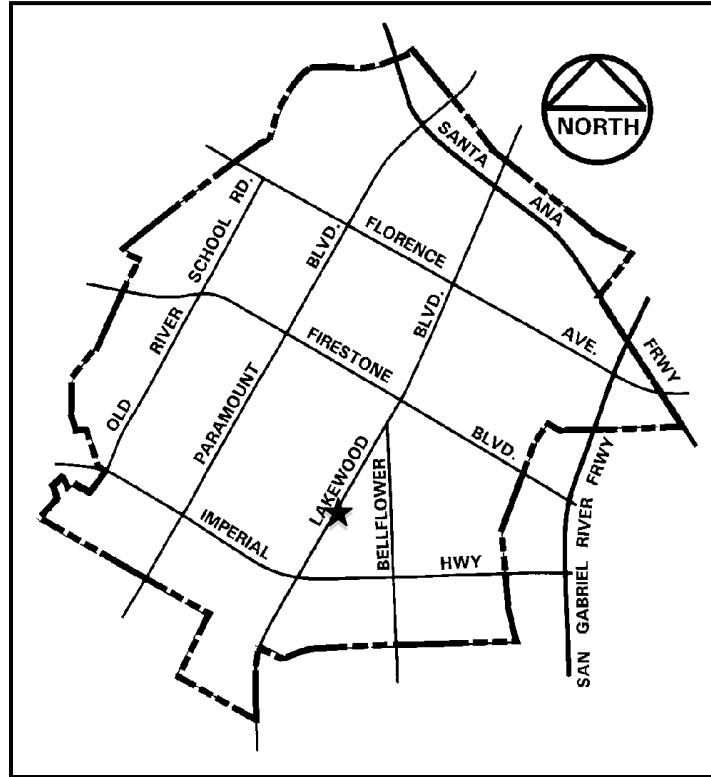 NORTH
SANTA
ANA
FRWY
FLORENCE
AVE.
OLD
RIVER
SCHOOL
RD.
PARAMOUNT
BLVD.
LAKEWOOD
BLVD.
FIRESTONE
BLVD.
BELLFLOWER
IMPERIAL
HWY
SAN GABRIEL RIVER FRWY